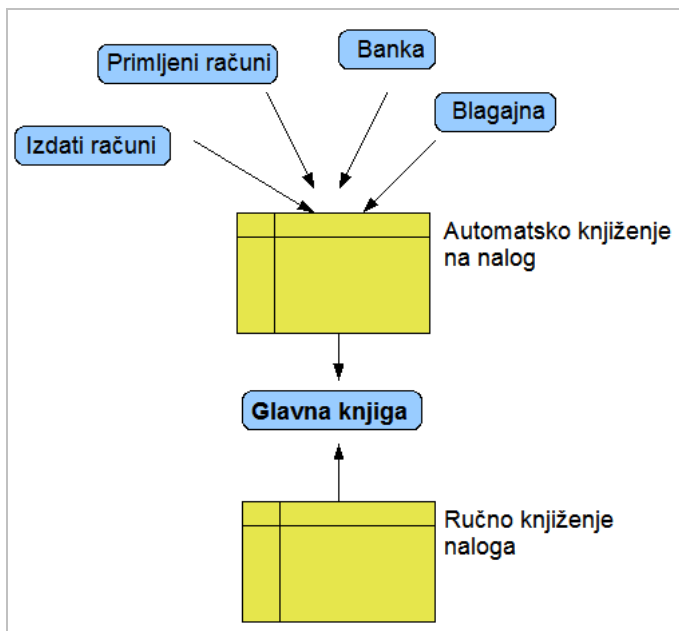 Primljeni računi
Banka
Izdati računi
Blagajna
Automatsko knjiženje
na nalog
Glavna knjiga
Ručno knjiženje
naloga